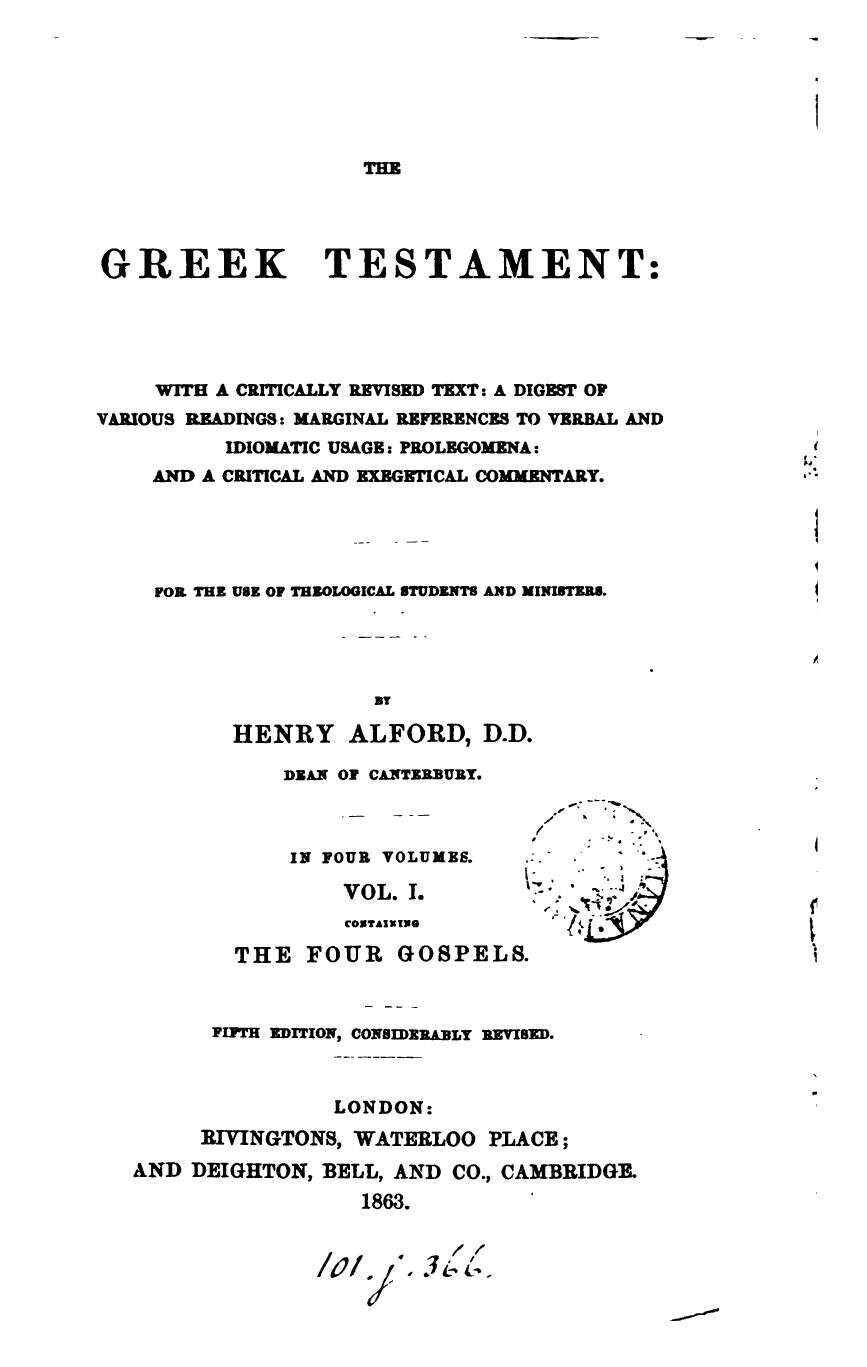 THE
GREEK TESTAMENT:
WITH A CRITICALLY REVISED TEXT: A DIGEST OF
VARIOUS READINGS: MARGINAL REFERENCES TO VERBAL AND
IDIOMATIC USAGE: PROLEGOMENA:
AND A CRITICAL AND EXEGETICAL COMMENTARY.
FOR THE USE OF THEOLOGICAL STUDENTS AND MINISTERS.
BY
HENRY ALFORD, D.D.
DEAN OF CANTERBURY.
IN FOUR VOLUMES.
VOL. I.
CONTAINING
THE FOUR GOSPELS.
FIFTH EDITION, CONSIDERABLY REVISED.
LONDON:
RIVINGTONS, WATERLOO PLACE;
AND DEIGHTON, BELL, AND CO., CAMBRIDGE.
1863.
101.j.366.